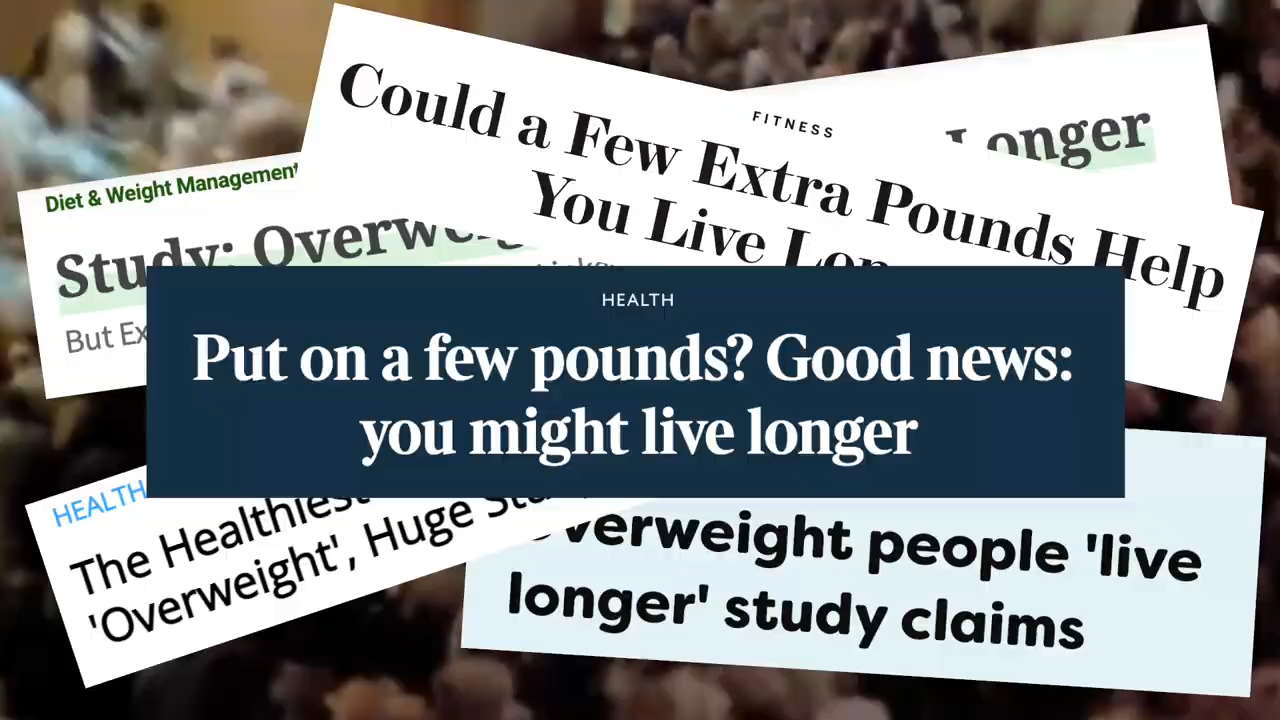 FITNESS
Could a Few Extra Pounds Help
You Live
Longer
Diet & Weight Management
Study:
But
HEALTH
Put on a few pounds? Good news:
you might live longer
HEALTH
The Healthiest
'Overweight', Huge
people 'live
longer' study claims